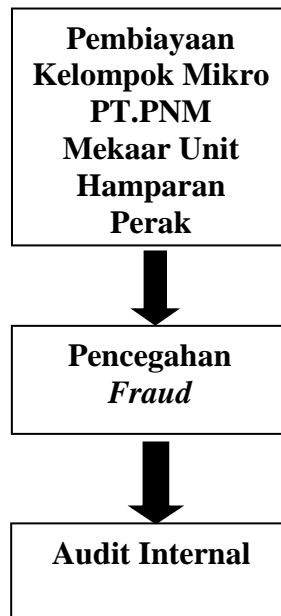 Pembiayaan
Kelompok Mikro
PT.PNM
Mekaar Unit
Hamparan
Perak
Pencegahan
Fraud
Audit Internal